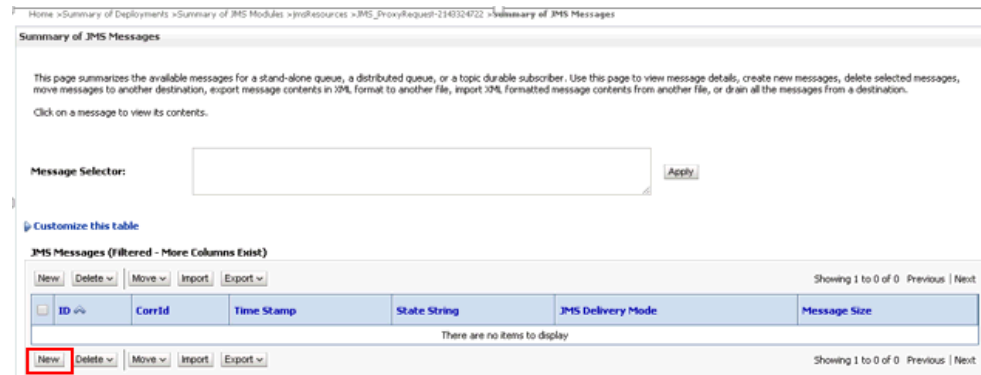 Home >Summary of Deployments >Summary of JMS Modules >jmsResources >JMS_ProxyRequest-2143324722 >Summary of JMS Messages
Summary of JMS Messages
This page summarizes the available messages for a stand-alone queue, a distributed queue, or a topic durable subscriber. Use this page to view message details, create new messages, delete selected messages,
move messages to another destination, export message contents in XML format to another file, import XML formatted message contents from another file, or drain all the messages from a destination.
Click on a message to view its contents.
Message Selector:
Apply
Customize this table
JMS Messages (Filtered - More Columns Exist)
New Delete Move Import Export Showing 1 to 0 of 0 Previous | Next
ID CorrId Time Stamp State String JMS Delivery Mode Message Size
There are no items to display
New Delete Move Import Export Showing 1 to 0 of 0 Previous | Next